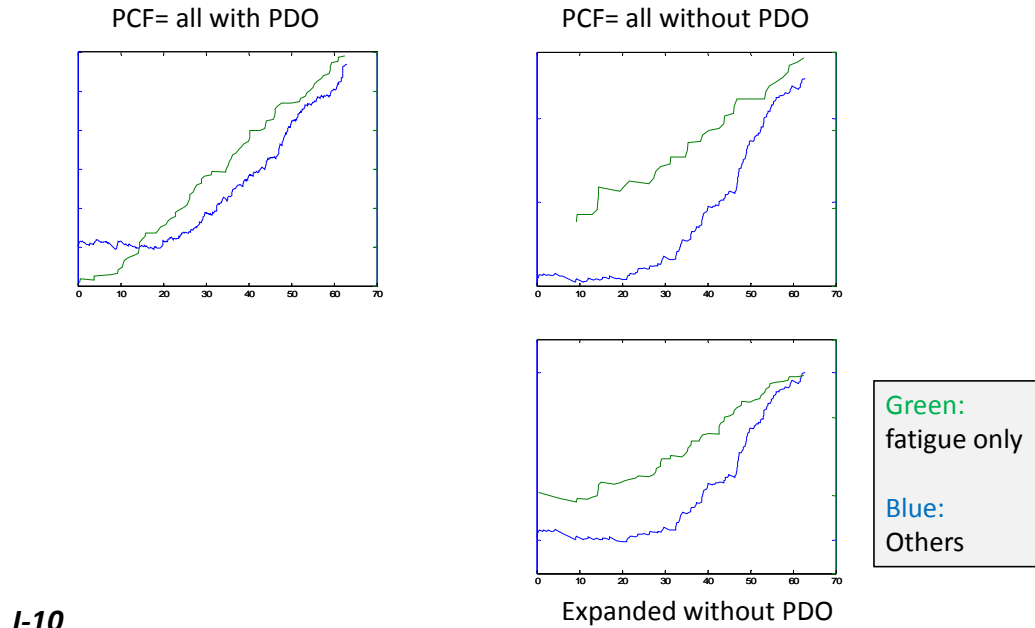 PCF= all with PDO
PCF= all without PDO
0 10 20 30 40 50 60 70
0 10 20 30 40 50 60 70
Green:
fatigue only
Blue:
Others
0 10 20 30 40 50 60 70
Expanded without PDO
I-10